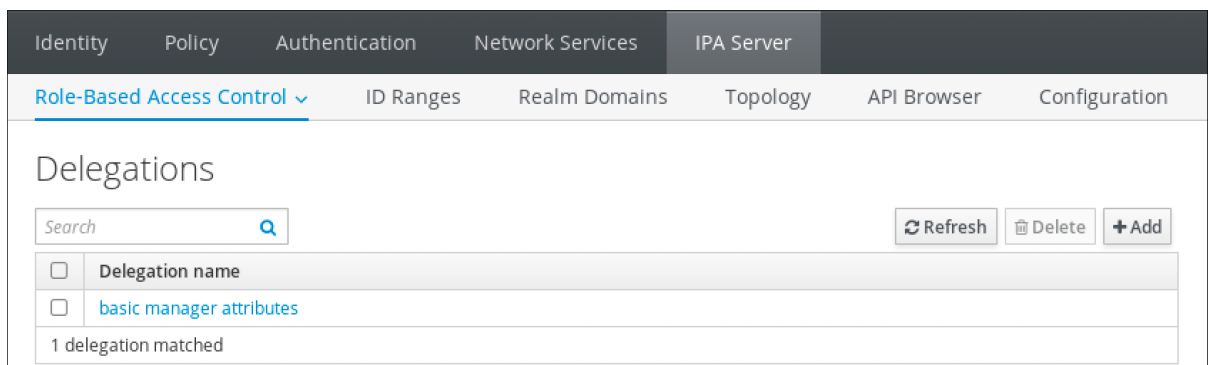 Identity Policy Authentication Network Services IPA Server
Role-Based Access Control ID Ranges Realm Domains Topology API Browser Configuration
Delegations
Search Refresh Delete Add
Delegation name
basic manager attributes
1 delegation matched